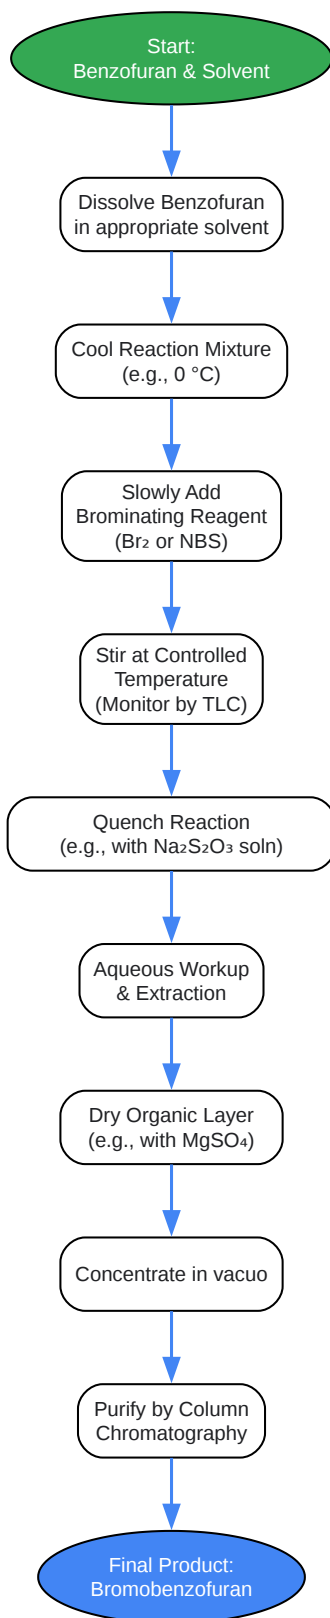 Start:
Benzofuran & Solvent
Dissolve Benzofuran
in appropriate solvent
Cool Reaction Mixture
(e.g., 0 °C)
Slowly Add
Brominating Reagent
(Br₂ or NBS)
Stir at Controlled
Temperature
(Monitor by TLC)
Quench Reaction
(e.g., with Na₂S₂O₃ soln)
Aqueous Workup
& Extraction
Dry Organic Layer
(e.g., with MgSO₄)
Concentrate in vacuo
Purify by Column
Chromatography
Final Product:
Bromobenzofuran